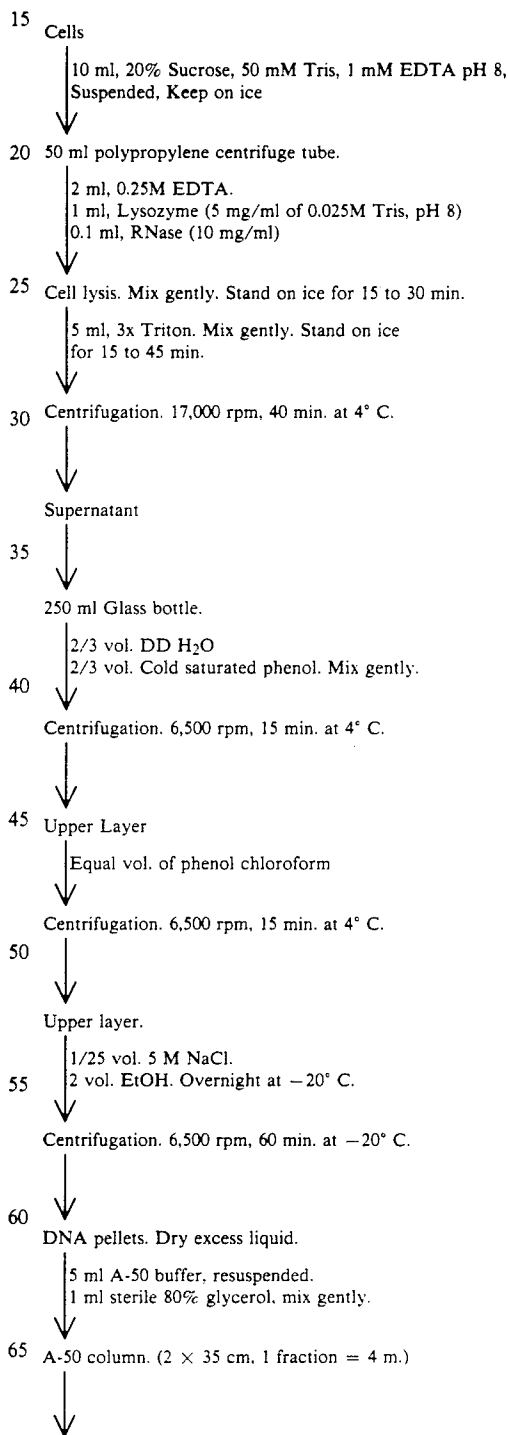 15
Cells
10 ml, 20% Sucrose, 50 mM Tris, 1 mM EDTA pH 8,
Suspended, Keep on ice
20 50 ml polypropylene centrifuge tube.
2 ml, 0.25M EDTA.
1 ml, Lysozyme (5 mg/ml of 0.025M Tris, pH 8)
0.1 ml, RNase (10 mg/ml)
25 Cell lysis. Mix gently. Stand on ice for 15 to 30 min.
5 ml, 3x Triton. Mix gently. Stand on ice
for 15 to 45 min.
30 Centrifugation. 17,000 rpm, 40 min. at 4° C.
Supernatant
35
250 ml Glass bottle.
2/3 vol. DD H₂O
2/3 vol. Cold saturated phenol. Mix gently.
40
Centrifugation. 6,500 rpm, 15 min. at 4° C.
45 Upper Layer
Equal vol. of phenol chloroform
Centrifugation. 6,500 rpm, 15 min. at 4° C.
50
Upper layer.
1/25 vol. 5 M NaCl.
55 2 vol. EtOH. Overnight at −20° C.
Centrifugation. 6,500 rpm, 60 min. at −20° C.
60
DNA pellets. Dry excess liquid.
5 ml A-50 buffer, resuspended.
1 ml sterile 80% glycerol, mix gently.
65 A-50 column. (2 × 35 cm, 1 fraction = 4 m.)